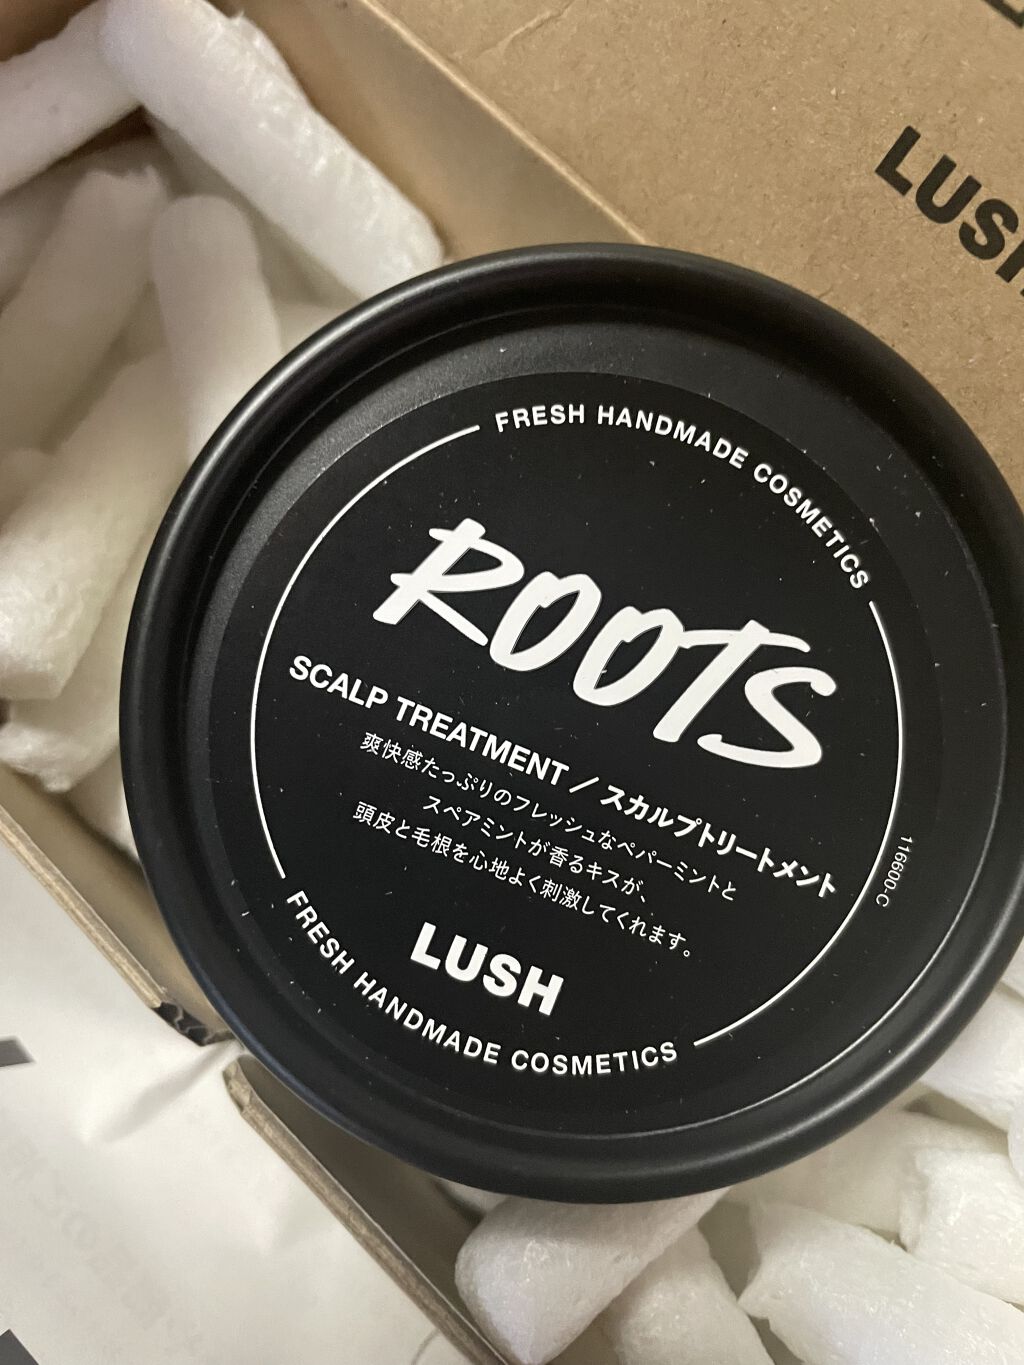 LUSH
FRESH HANDMADE COSMETICS
ROOTS
SCALP TREATMENT / スカルプトリートメント
爽快感たっぷりのフレッシュなペパーミントと
スペアミントが香るキスが、
頭皮と毛根を心地よく刺激してくれます。
116600-C
LUSH
FRESH HANDMADE COSMETICS